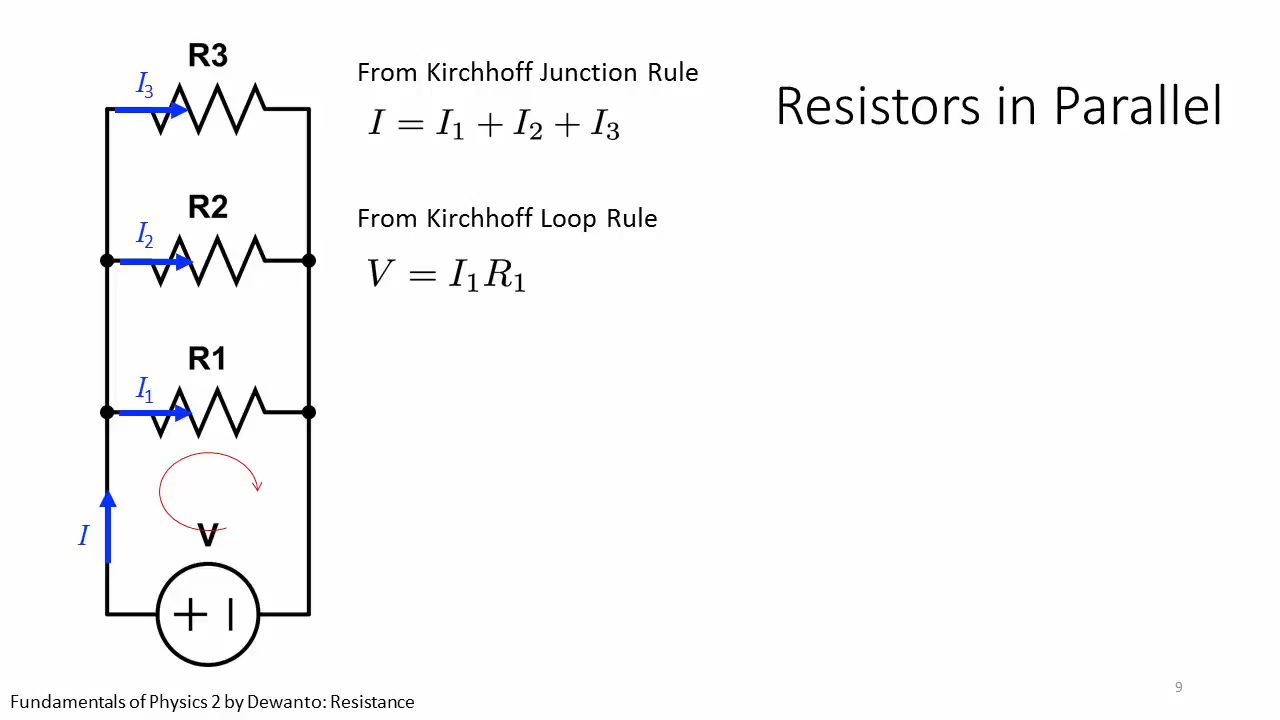 Resistors in Parallel
From Kirchhoff Junction Rule
I = I₁ + I₂ + I₃
From Kirchhoff Loop Rule
V = I₁R₁
R3
I₃
R2
I₂
R1
I₁
I
V
+ −
Fundamentals of Physics 2 by Dewanto: Resistance
9